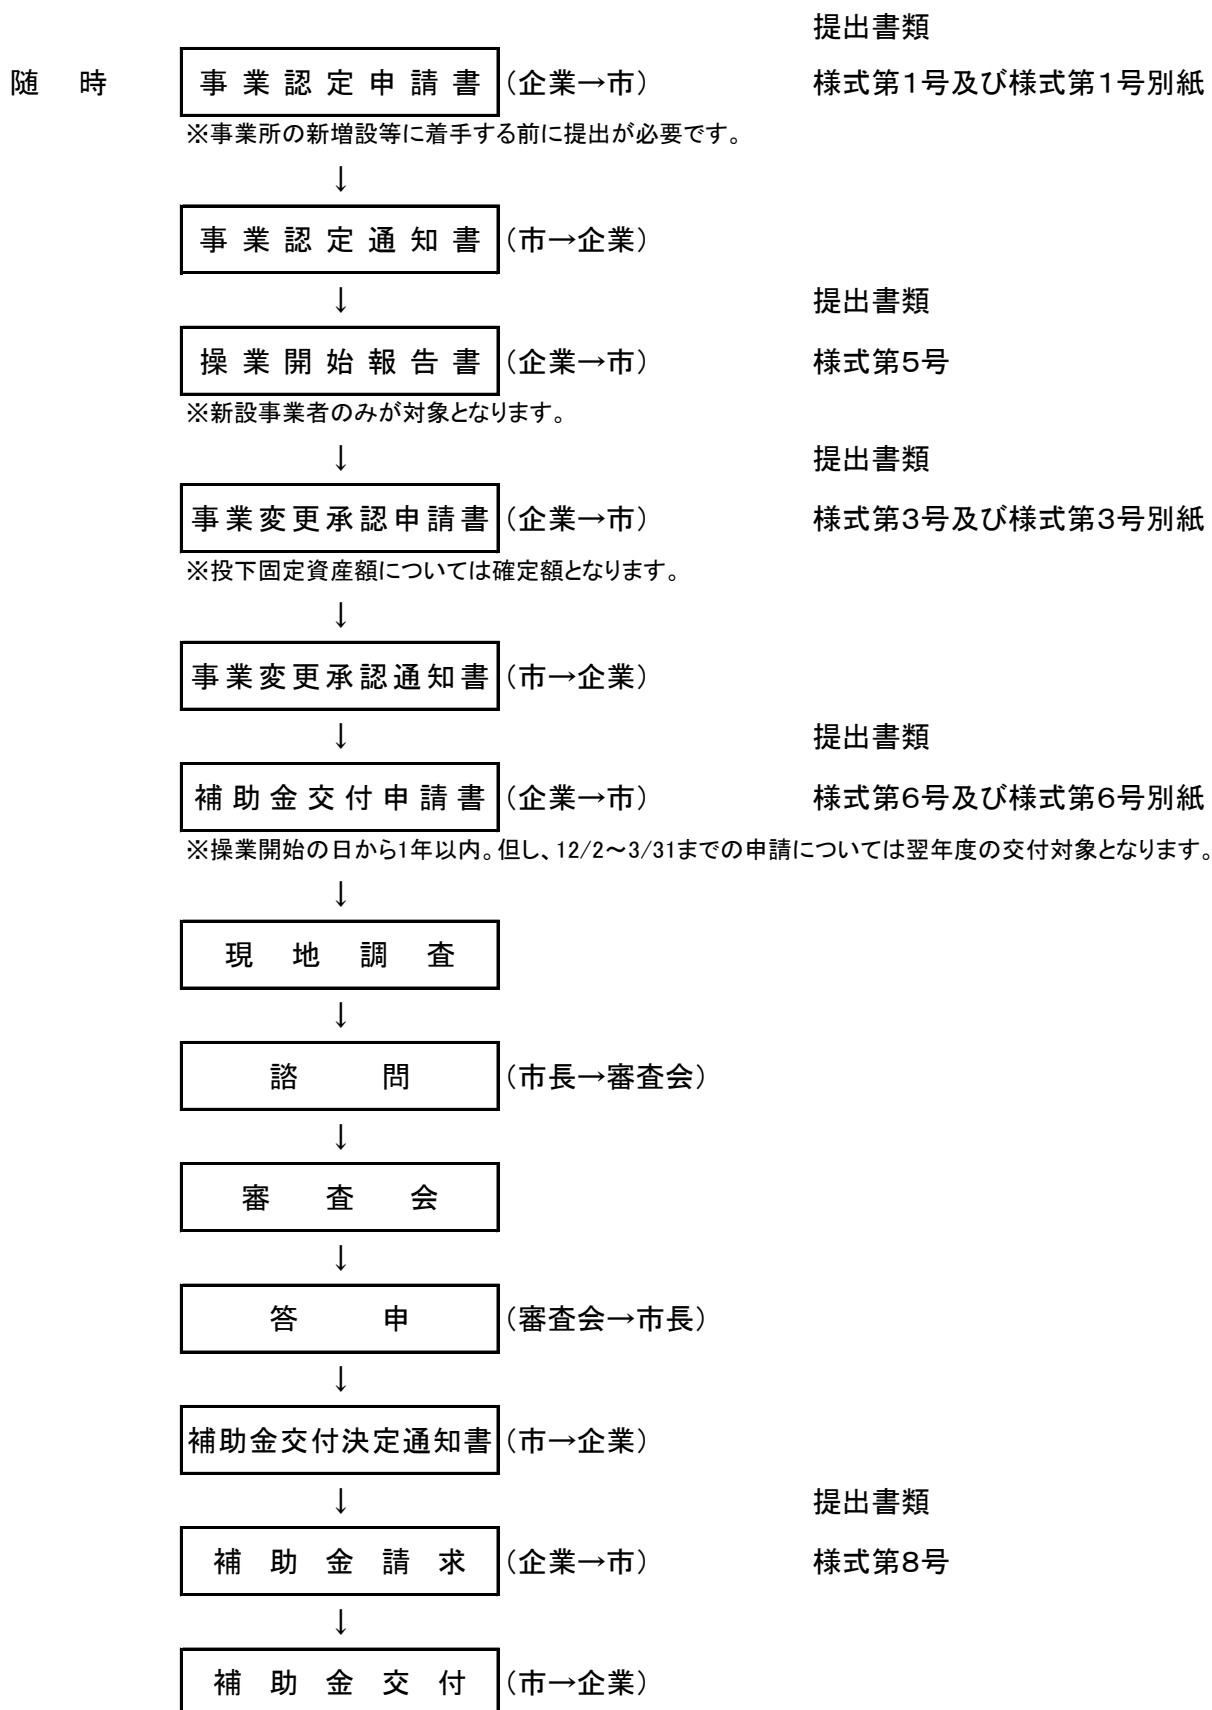 提出書類
随　時　事業認定申請書（企業→市）　様式第１号及び様式第１号別紙
※事業所の新増設等に着手する前に提出が必要です。
↓
事業認定通知書（市→企業）
↓　提出書類
操業開始報告書（企業→市）　様式第５号
※新設事業者のみが対象となります。
↓　提出書類
事業変更承認申請書（企業→市）　様式第３号及び様式第３号別紙
※投下固定資産額については確定額となります。
↓
事業変更承認通知書（市→企業）
↓　提出書類
補助金交付申請書（企業→市）　様式第６号及び様式第６号別紙
※操業開始の日から1年以内。但し、12/2～3/31までの申請については翌年度の交付対象となります。
↓
現地調査
↓
諮問（市長→審査会）
↓
審査会
↓
答申（審査会→市長）
↓
補助金交付決定通知書（市→企業）
↓　提出書類
補助金請求（企業→市）　様式第８号
↓
補助金交付（市→企業）